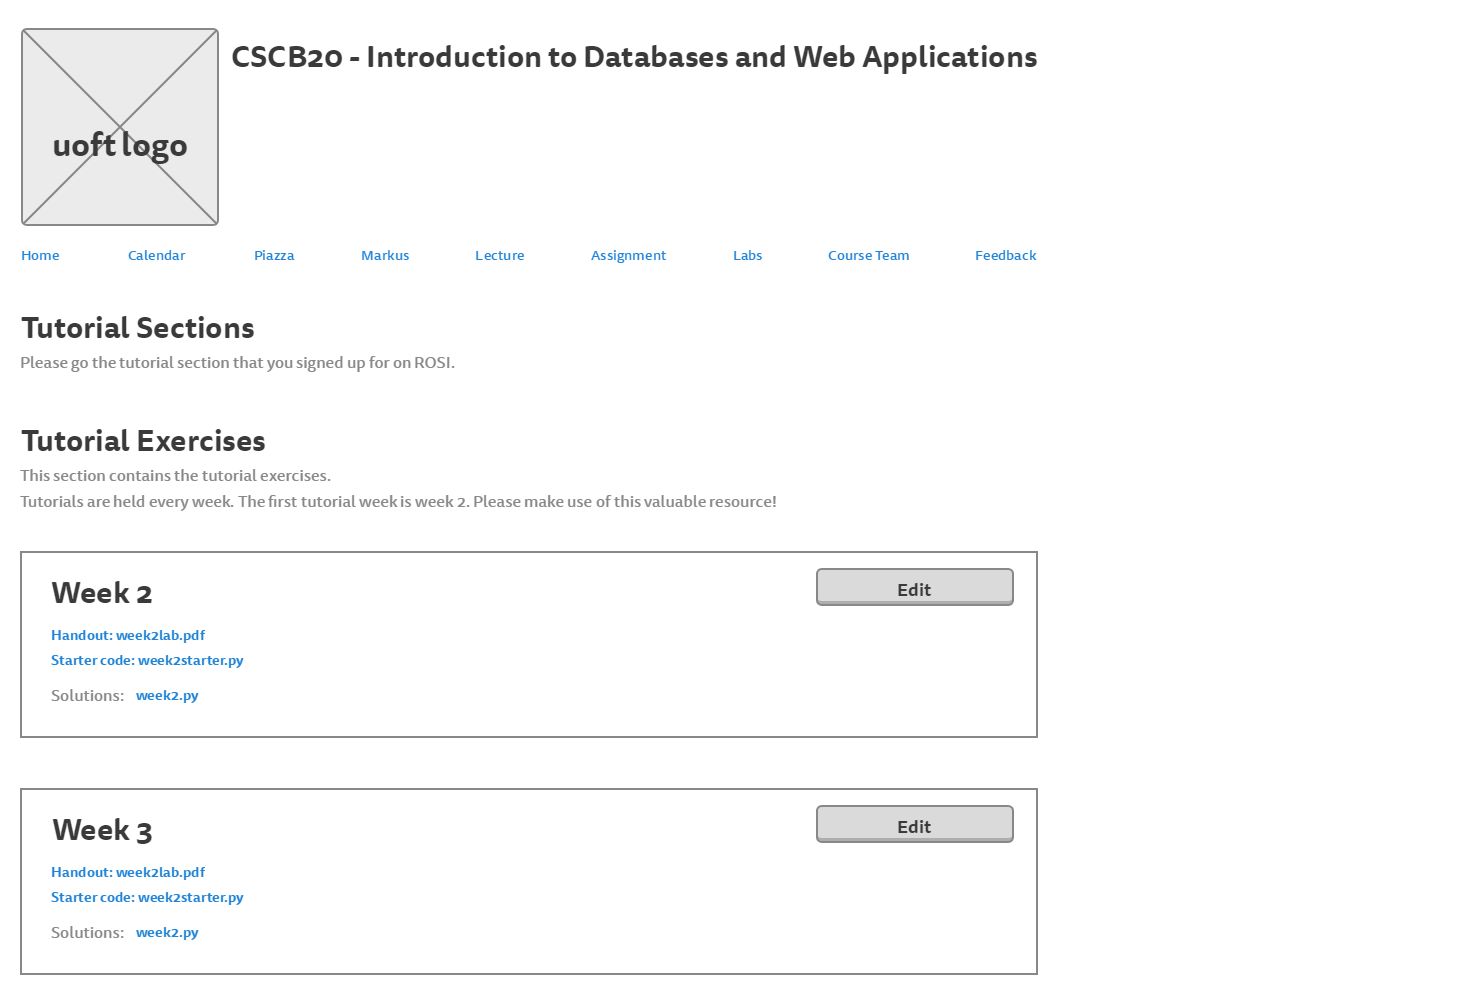 uoft logo
CSCB20 - Introduction to Databases and Web Applications
Home Calendar Piazza Markus Lecture Assignment Labs Course Team Feedback
Tutorial Sections
Please go the tutorial section that you signed up for on ROSI.
Tutorial Exercises
This section contains the tutorial exercises.
Tutorials are held every week. The first tutorial week is week 2. Please make use of this valuable resource!
Week 2
Edit
Handout: week2lab.pdf
Starter code: week2starter.py
Solutions: week2.py
Week 3
Edit
Handout: week2lab.pdf
Starter code: week2starter.py
Solutions: week2.py